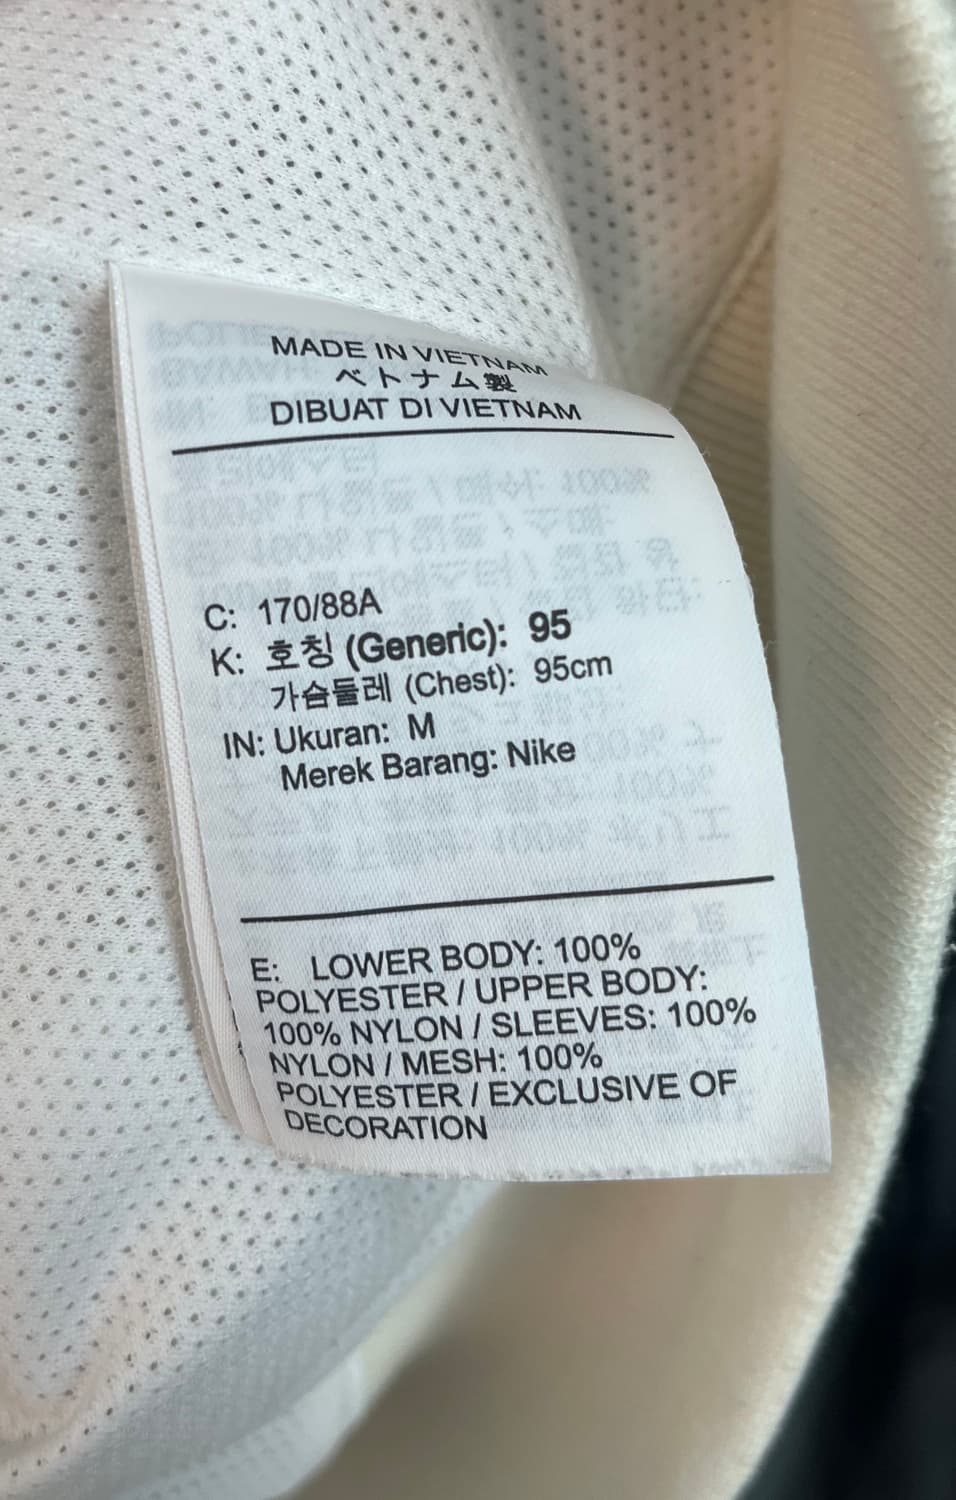 MADE IN VIETNAM
ベトナム製
DIBUAT DI VIETNAM
C: 170/88A
K: 호칭 (Generic): 95
가슴둘레 (Chest): 95cm
IN: Ukuran: M
Merek Barang: Nike
E: LOWER BODY: 100%
POLYESTER / UPPER BODY:
100% NYLON / SLEEVES: 100%
NYLON / MESH: 100%
POLYESTER / EXCLUSIVE OF
DECORATION